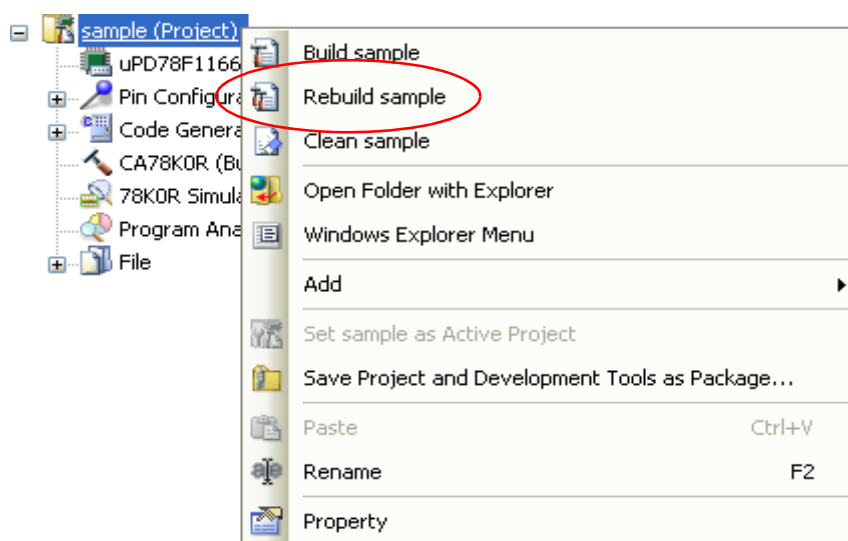 sample (Project)
uPD78F1166
Pin Configura
Code Genera
CA78K0R (Bu
78K0R Simula
Program Ana
File
Build sample
Rebuild sample
Clean sample
Open Folder with Explorer
Windows Explorer Menu
Add
Set sample as Active Project
Save Project and Development Tools as Package...
Paste Ctrl+V
Rename F2
Property